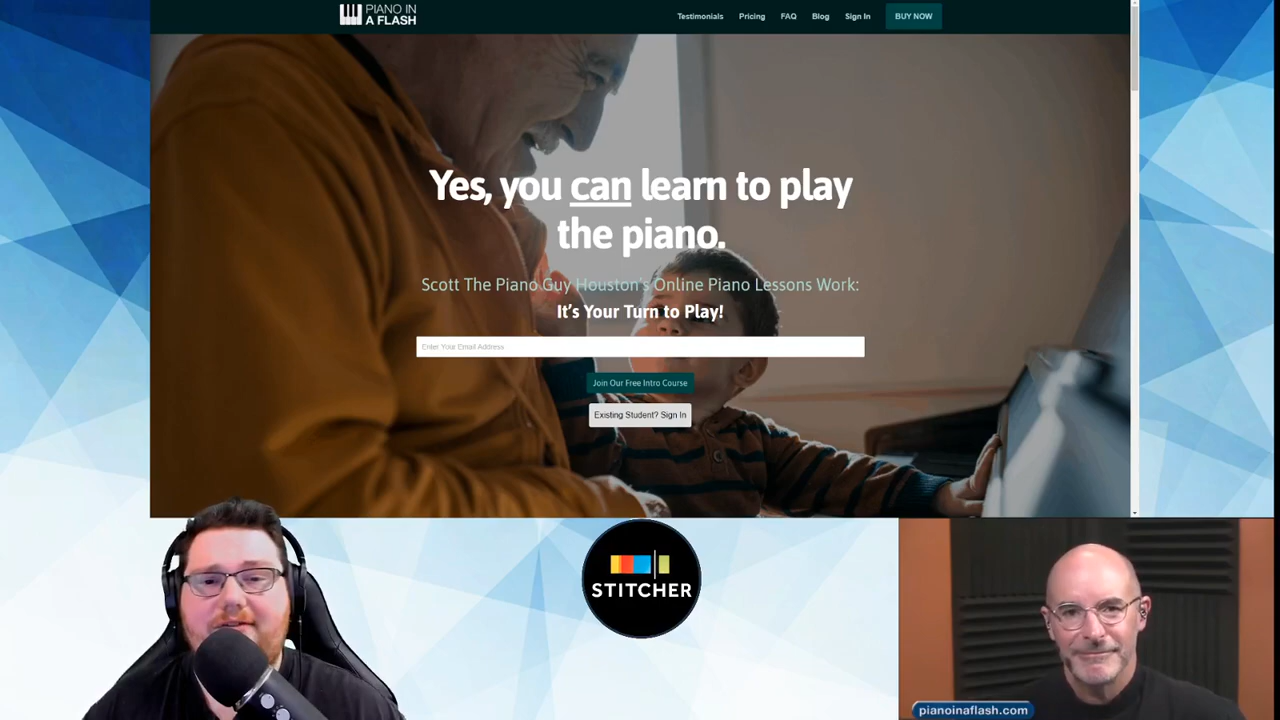 PIANO IN
A FLASH
Testimonials
Pricing
FAQ
Blog
Sign In
BUY NOW
Yes, you can learn to play
the piano.
Scott The Piano Guy Houston's Online Piano Lessons Work:
It's Your Turn to Play!
Enter Your Email Address
Join Our Free Intro Course
Existing Student? Sign In
STITCHER
pianoinaflash.com